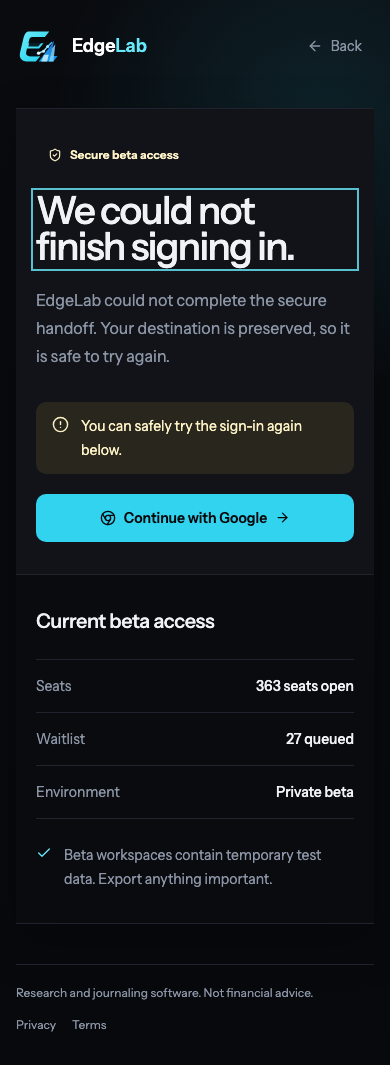 EdgeLab
Back
Secure beta access
We could not
finish signing in.
EdgeLab could not complete the secure
handoff. Your destination is preserved, so it
is safe to try again.
You can safely try the sign-in again
below.
Continue with Google
Current beta access
Seats 363 seats open
Waitlist 27 queued
Environment Private beta
Beta workspaces contain temporary test
data. Export anything important.
Research and journaling software. Not financial advice.
Privacy Terms